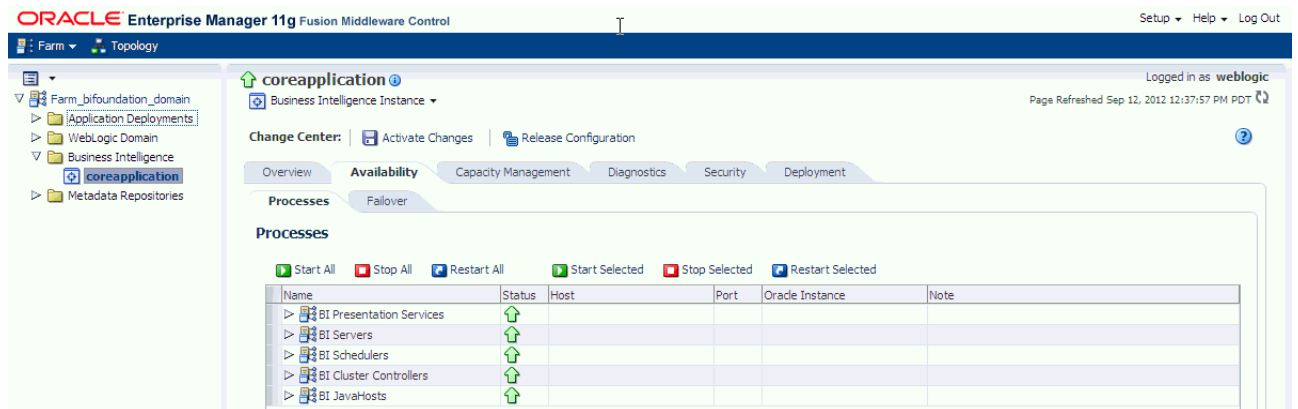 ORACLE Enterprise Manager 11g Fusion Middleware Control
Setup Help Log Out
Farm Topology
coreapplication
Logged in as weblogic
Farm_bifoundation_domain
Business Intelligence Instance
Page Refreshed Sep 12, 2012 12:37:57 PM PDT
Application Deployments
WebLogic Domain
Change Center: Activate Changes Release Configuration
Business Intelligence
coreapplication
Overview Availability Capacity Management Diagnostics Security Deployment
Metadata Repositories
Processes Failover
Processes
Start All Stop All Restart All Start Selected Stop Selected Restart Selected
Name Status Host Port Oracle Instance Note
BI Presentation Services
BI Servers
BI Schedulers
BI Cluster Controllers
BI JavaHosts